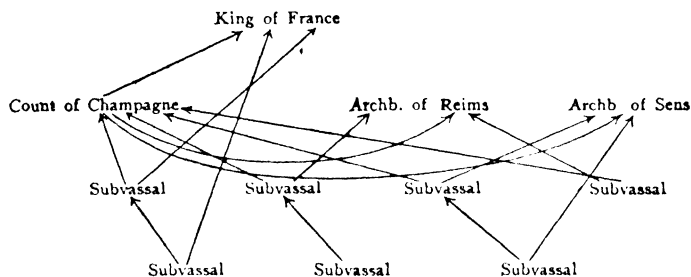 King of France
Count of Champagne Archb. of Reims Archb of Sens
Subvassal Subvassal Subvassal Subvassal
Subvassal Subvassal Subvassal